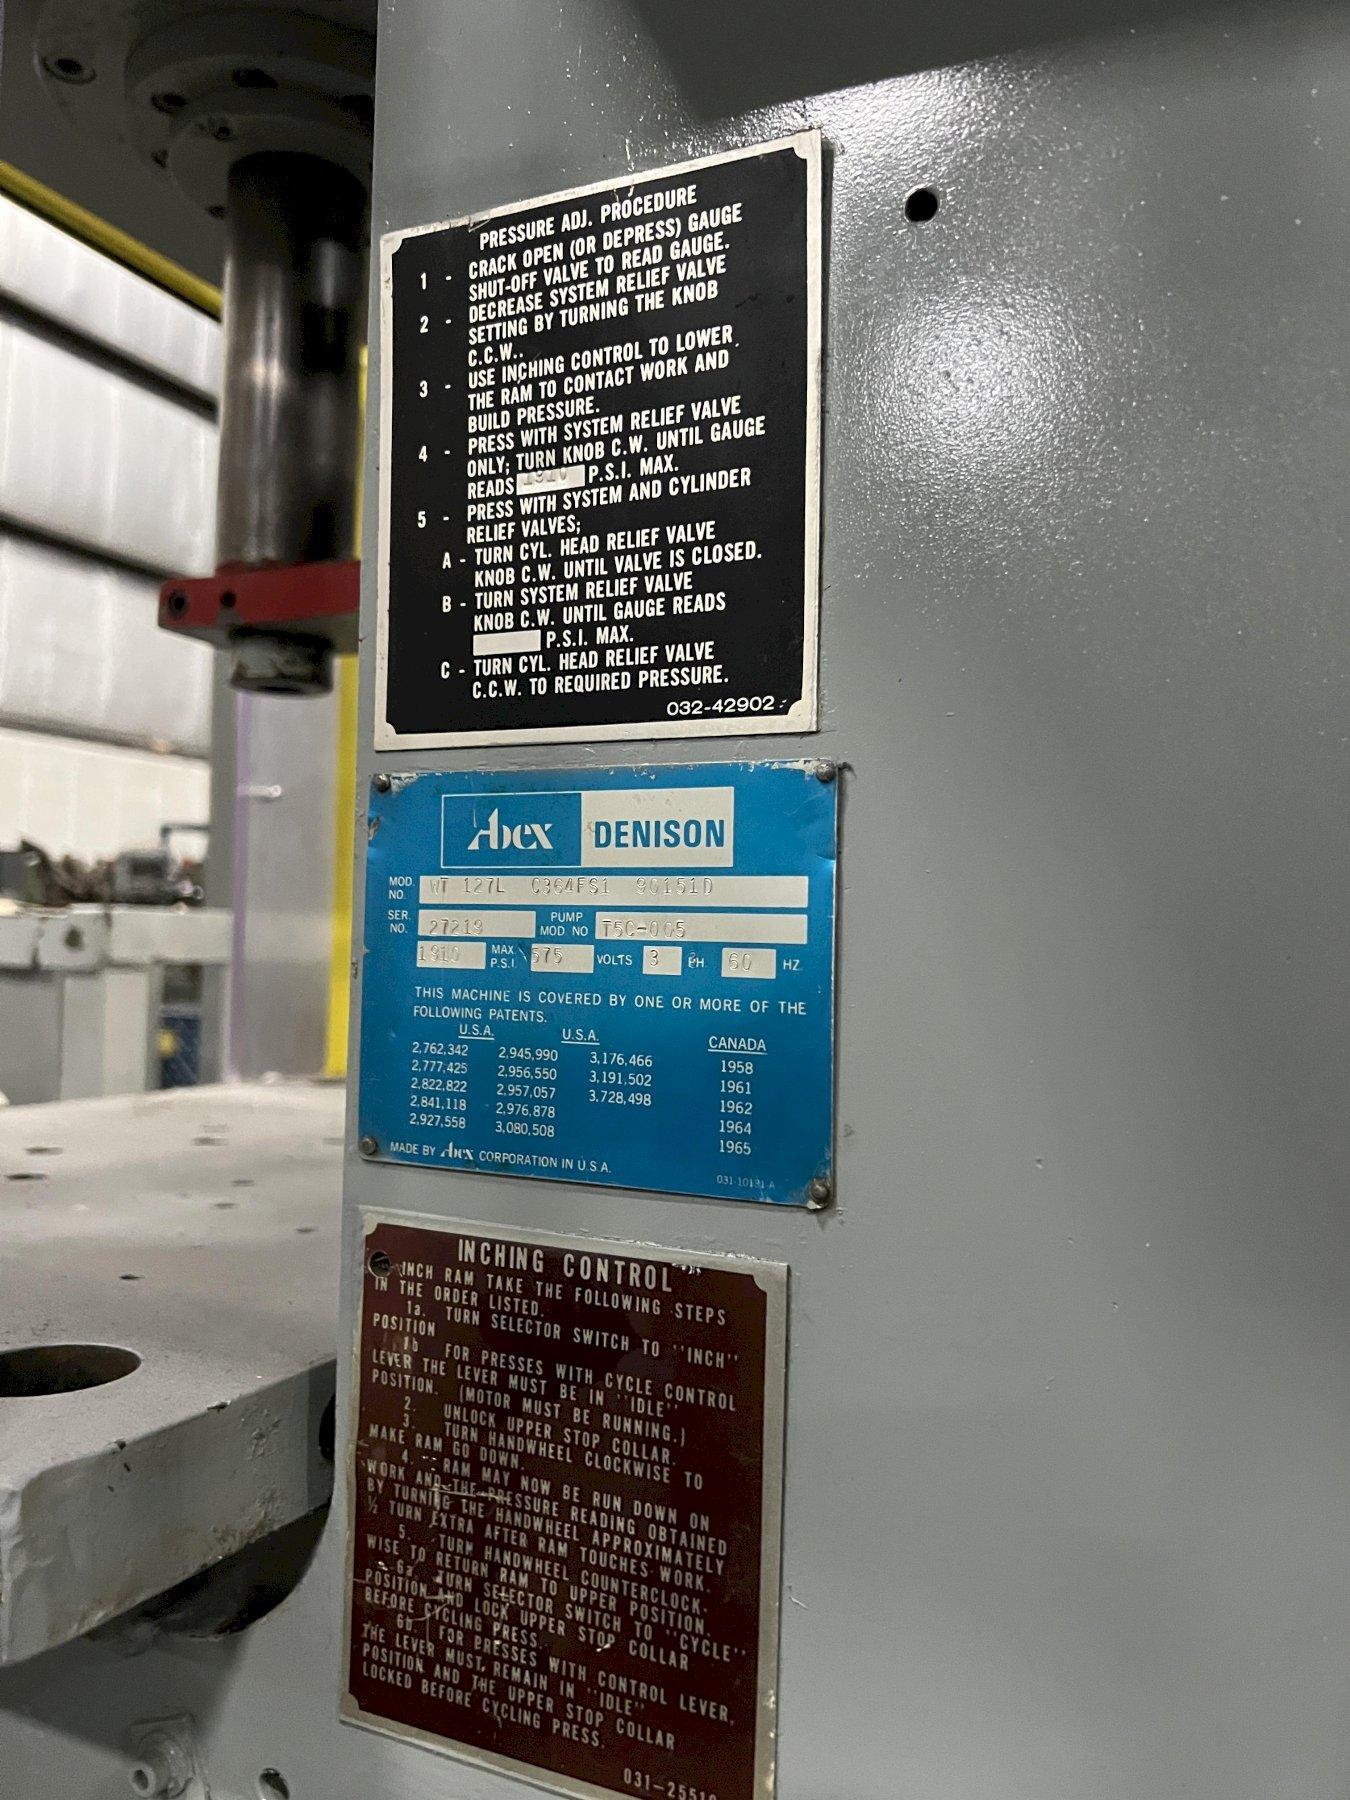 PRESSURE ADJ. PROCEDURE
1 - CRACK OPEN (OR DEPRESS) GAUGE
SHUT-OFF VALVE TO READ GAUGE.
2 - DECREASE SYSTEM RELIEF VALVE
SETTING BY TURNING THE KNOB
C.C.W..
3 - USE INCHING CONTROL TO LOWER
THE RAM TO CONTACT WORK AND
BUILD PRESSURE.
4 - PRESS WITH SYSTEM RELIEF VALVE
ONLY; TURN KNOB C.W. UNTIL GAUGE
READS 1910 P.S.I. MAX.
5 - PRESS WITH SYSTEM AND CYLINDER
RELIEF VALVES;
A - TURN CYL. HEAD RELIEF VALVE
KNOB C.W. UNTIL VALVE IS CLOSED.
B - TURN SYSTEM RELIEF VALVE
KNOB C.W. UNTIL GAUGE READS
P.S.I. MAX.
C - TURN CYL. HEAD RELIEF VALVE
C.C.W. TO REQUIRED PRESSURE.
032-42902
Abex DENISON
MOD. NO. WT 127L C364FS1 90151D
SER. NO. 27219 PUMP MOD. NO T5C-005
1910 MAX. P.S.I. 575 VOLTS 3 PH. 60 HZ.
THIS MACHINE IS COVERED BY ONE OR MORE OF THE
FOLLOWING PATENTS.
U.S.A. U.S.A. CANADA
2,762,342 2,945,990 3,176,466 1958
2,777,425 2,956,550 3,191,502 1961
2,822,822 2,957,057 3,728,498 1962
2,841,118 2,976,878 1964
2,927,558 3,080,508 1965
MADE BY Abex CORPORATION IN U.S.A.
031-10191 A
INCHING CONTROL
INCH RAM TAKE THE FOLLOWING STEPS
IN THE ORDER LISTED.
1a. TURN SELECTOR SWITCH TO "INCH"
POSITION
1b FOR PRESSES WITH CYCLE CONTROL
LEVER THE LEVER MUST BE IN "IDLE"
POSITION. (MOTOR MUST BE RUNNING.)
2. UNLOCK UPPER STOP COLLAR.
3. TURN HANDWHEEL CLOCKWISE TO
MAKE RAM GO DOWN.
4. RAM MAY NOW BE RUN DOWN ON
WORK AND THE PRESSURE READING OBTAINED
BY TURNING THE HANDWHEEL APPROXIMATELY
½ TURN EXTRA AFTER RAM TOUCHES WORK.
5. TURN HANDWHEEL COUNTERCLOCK-
WISE TO RETURN RAM TO UPPER POSITION.
6a TURN SELECTOR SWITCH TO "CYCLE"
POSITION AND LOCK UPPER STOP COLLAR
BEFORE CYCLING PRESS.
6b. FOR PRESSES WITH CONTROL LEVER,
THE LEVER MUST REMAIN IN "IDLE"
POSITION AND THE UPPER STOP COLLAR
LOCKED BEFORE CYCLING PRESS.